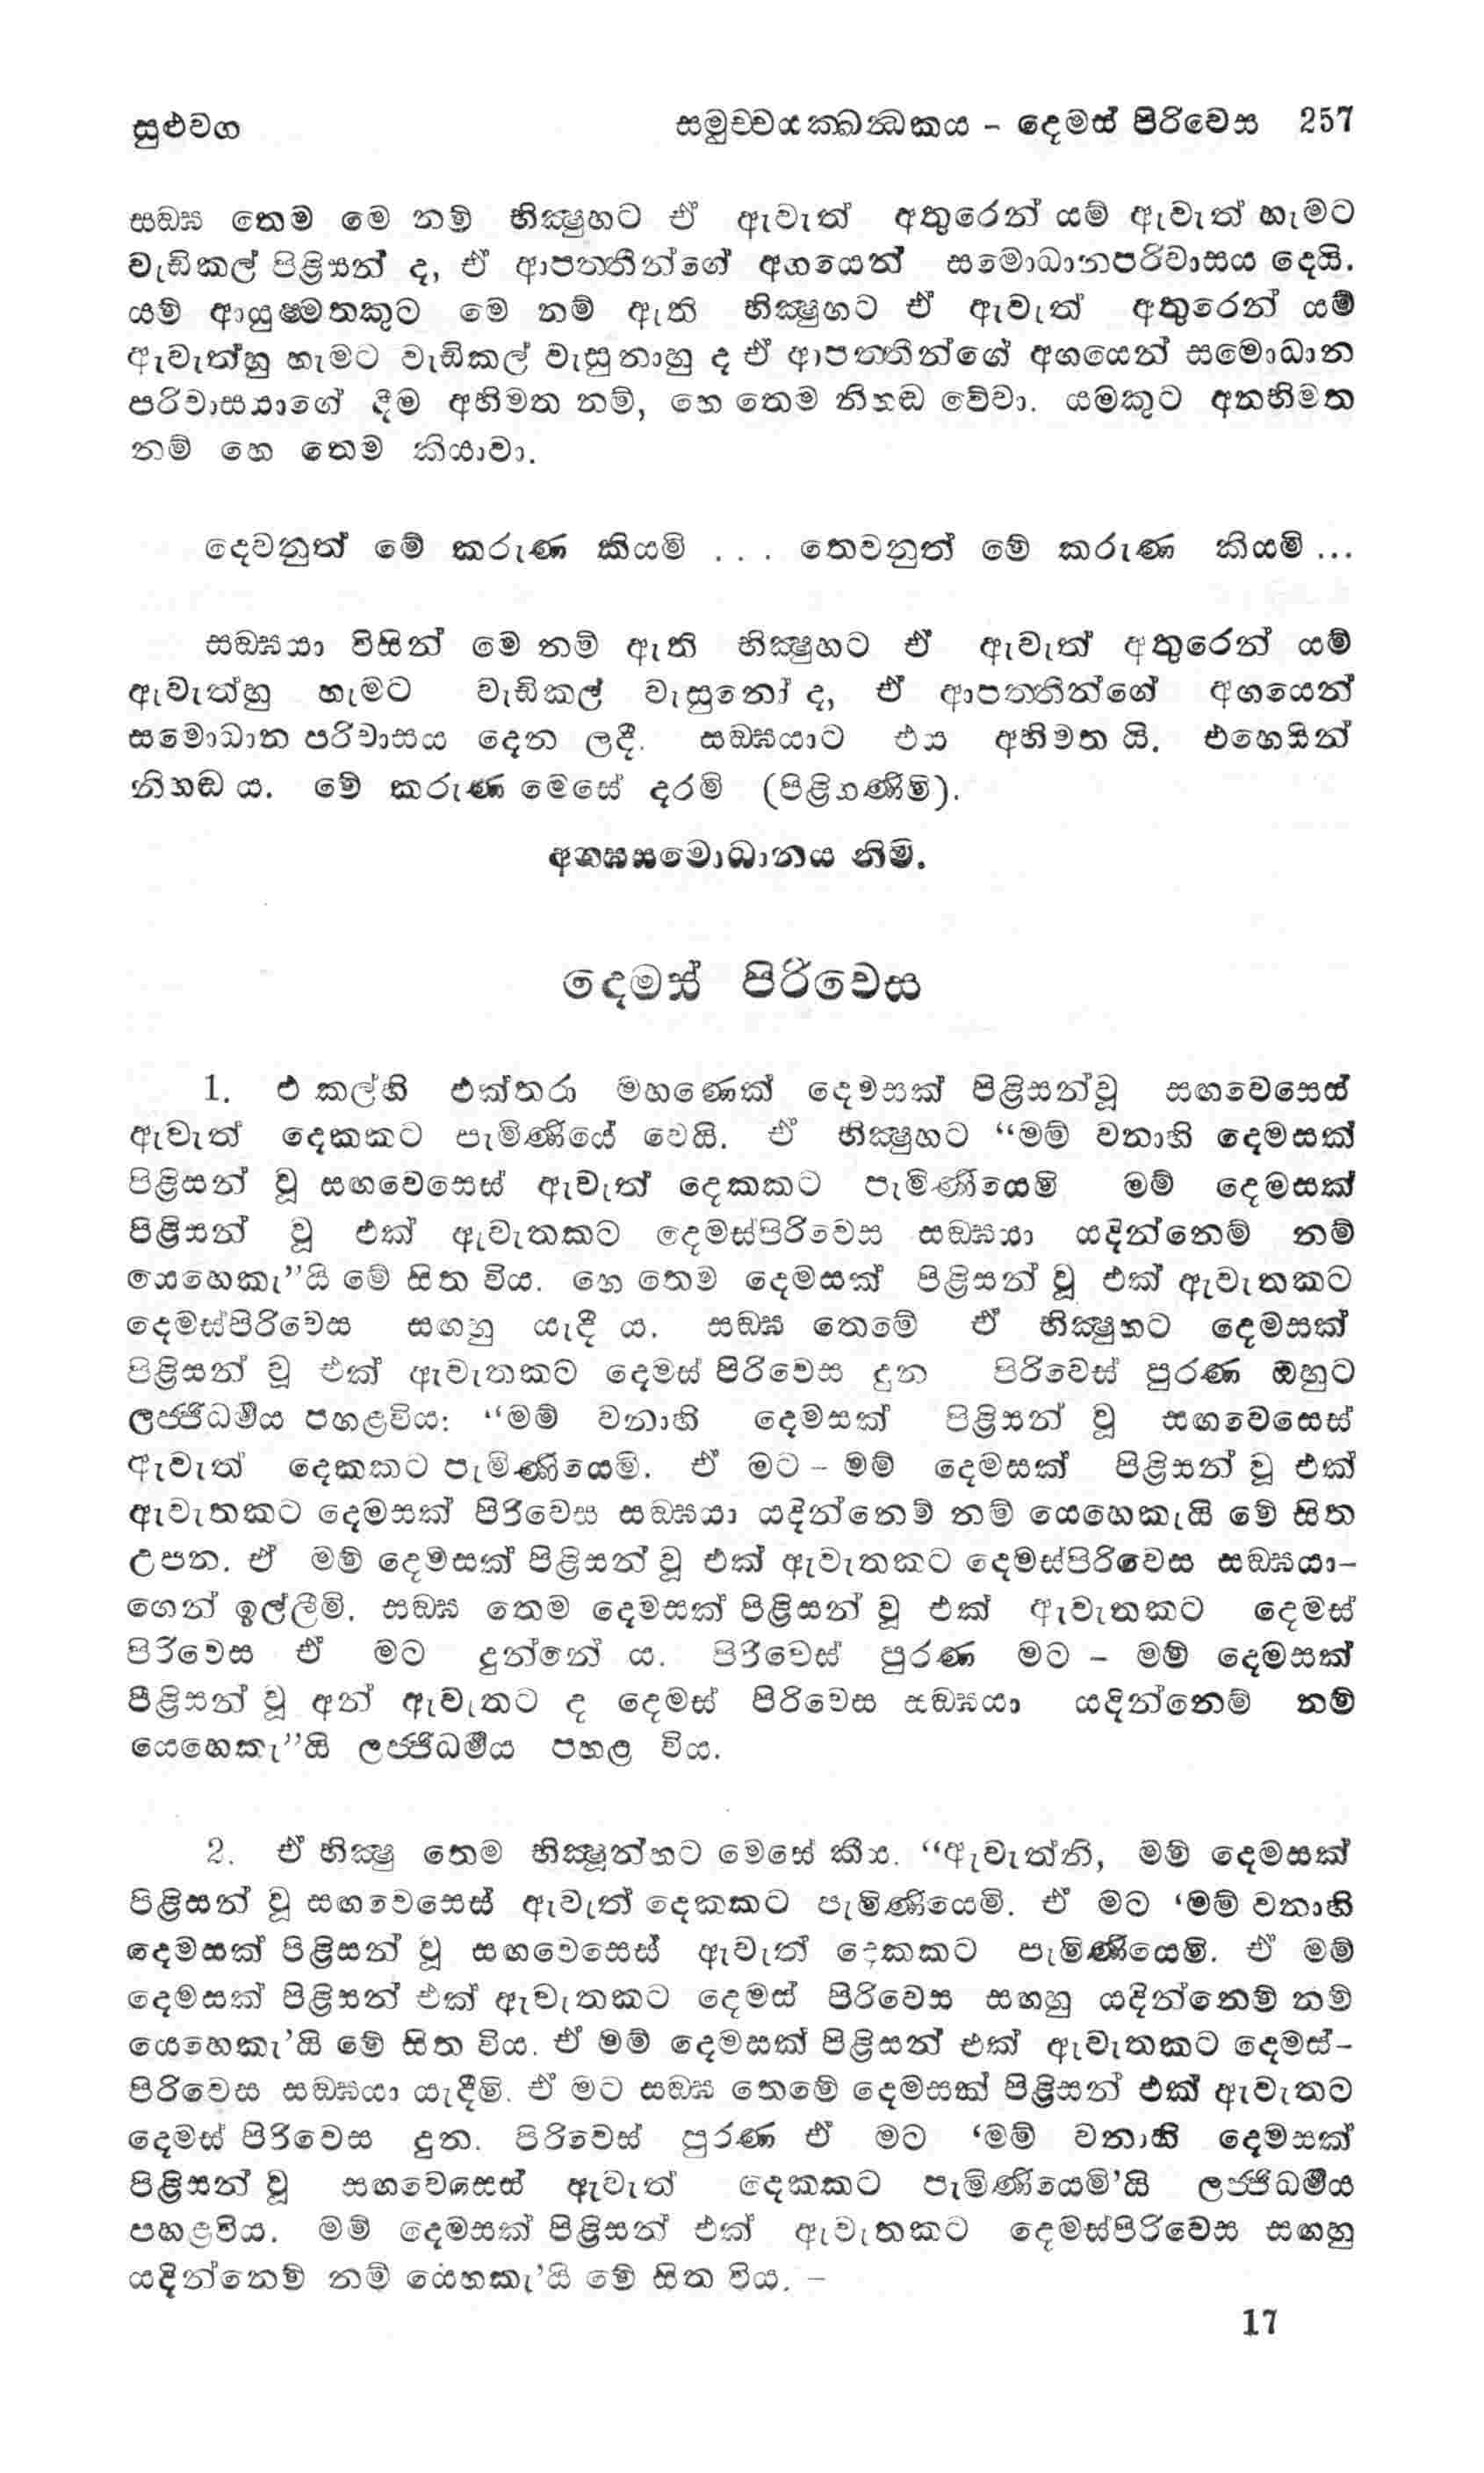 සුළුවග
සමුච්චයක්ඛන්ධකය - දෙමස් පිරිවෙස 257
සඞ්ඝ තෙම මෙ නම් භික්‍ෂුහට ඒ ඇවැත් අතුරෙන් යම් ඇවැත් හැමට
වැඩිකල් පිළිසන් ද, ඒ ආපත්තීන්ගේ අගයෙන් සමොධානපරිවාසය දෙයි.
යම් ආයුෂ්මතකුට මෙ නම් ඇති භික්‍ෂුහට ඒ ඇවැත් අතුරෙන් යම්
ඇවැත්හු හැමට වැඩිකල් වැසුනාහු ද ඒ ආපත්තීන්ගේ අගයෙන් සමොධාන
පරිවාසයාගේ දීම අභිමත නම්, හෙ තෙම නිහඬ වේවා. යමකුට අනභිමත
නම් හෙ තෙම කියාවා.
දෙවනුත් මේ කරුණ කියමි . . . තෙවනුත් මේ කරුණ කියමි ...
සඞ්ඝයා විසින් මෙ නම් ඇති භික්‍ෂුහට ඒ ඇවැත් අතුරෙන් යම්
ඇවැත්හු හැමට වැඩිකල් වැසුනෝ ද, ඒ ආපත්තීන්ගේ අගයෙන්
සමොධාන පරිවාසය දෙන ලදී. සඞ්ඝයාට එය අභිමත යි. එහෙයින්
නිහඬ ය. මේ කරුණ මෙසේ දරමි (පිළිගණිමි).
අග්ඝසමොධානය නිමි.
දෙමස් පිරිවෙස
1. එ කල්හි එක්තරා මහණෙක් දෙමසක් පිළිසන්වූ සඟවෙසෙස්
ඇවැත් දෙකකට පැමිණියේ වෙයි. ඒ භික්‍ෂුහට “මම් වනාහි දෙමසක්
පිළිසන් වූ සඟවෙසෙස් ඇවැත් දෙකකට පැමිණියෙමි මම් දෙමසක්
පිළිසන් වූ එක් ඇවැතකට දෙමස්පිරිවෙස සඞ්ඝයා යදින්නෙම් නම්
යෙහෙකැ”යි මේ සිත විය. හෙ තෙම දෙමසක් පිළිසන් වූ එක් ඇවැතකට
දෙමස්පිරිවෙස සඟහු යැදී ය. සඞ්ඝ තෙමේ ඒ භික්‍ෂුහට දෙමසක්
පිළිසන් වූ එක් ඇවැතකට දෙමස් පිරිවෙස දුන පිරිවෙස් පුරණ ඔහුට
ලජ්ජිධර්‍මය පහළවිය: “මම් වනාහි දෙමසක් පිළිසන් වූ සඟවෙසෙස්
ඇවැත් දෙකකට පැමිණියෙමි. ඒ මට - මම් දෙමසක් පිළිසන් වූ එක්
ඇවැතකට දෙමසක් පිරිවෙස සඞ්ඝයා යදින්නෙම් නම් යෙහෙකැයි මේ සිත
උපන. ඒ මම් දෙමසක් පිළිසන් වූ එක් ඇවැතකට දෙමස්පිරිවෙස සඞ්ඝයා-
ගෙන් ඉල්ලීමි. සඞ්ඝ තෙම දෙමසක් පිළිසන් වූ එක් ඇවැතකට දෙමස්
පිරිවෙස ඒ මට දුන්නේ ය. පිරිවෙස් පුරණ මට - මම් දෙමසක්
පිළිසන් වූ අන් ඇවැතට ද දෙමස් පිරිවෙස සඞ්ඝයා යදින්නෙම් නම්
යෙහෙකැ”යි ලජ්ජිධර්‍මය පහළ විය.
2. ඒ භික්‍ෂු තෙම භික්‍ෂූන්හට මෙසේ කීය. “ඇවැත්නි, මම් දෙමසක්
පිළිසන් වූ සඟවෙසෙස් ඇවැත් දෙකකට පැමිණියෙමි. ඒ මට ‘මම් වනාහි
දෙමසක් පිළිසන් වූ සඟවෙසෙස් ඇවැත් දෙකකට පැමිණියෙමි. ඒ මම්
දෙමසක් පිළිසන් එක් ඇවැතකට දෙමස් පිරිවෙස සඟහු යදින්නෙම් නම්
යෙහෙකැ’යි මේ සිත විය. ඒ මම් දෙමසක් පිළිසන් එක් ඇවැතකට දෙමස්-
පිරිවෙස සඞ්ඝයා යැදීමි. ඒ මට සඞ්ඝ තෙමේ දෙමසක් පිළිසන් එක් ඇවැතට
දෙමස් පිරිවෙස දුන. පිරිවෙස් පුරණ ඒ මට ‘මම් වනාහි දෙමසක්
පිළිසන් වූ සඟවෙසෙස් ඇවැත් දෙකකට පැමිණියෙමි’යි ලජ්ජිධර්‍මය
පහළවිය. මම් දෙමසක් පිළිසන් එක් ඇවැතකට දෙමස්පිරිවෙස සඟහු
යදින්නෙම් නම් යෙහකැ’යි මේ සිත විය. –
17